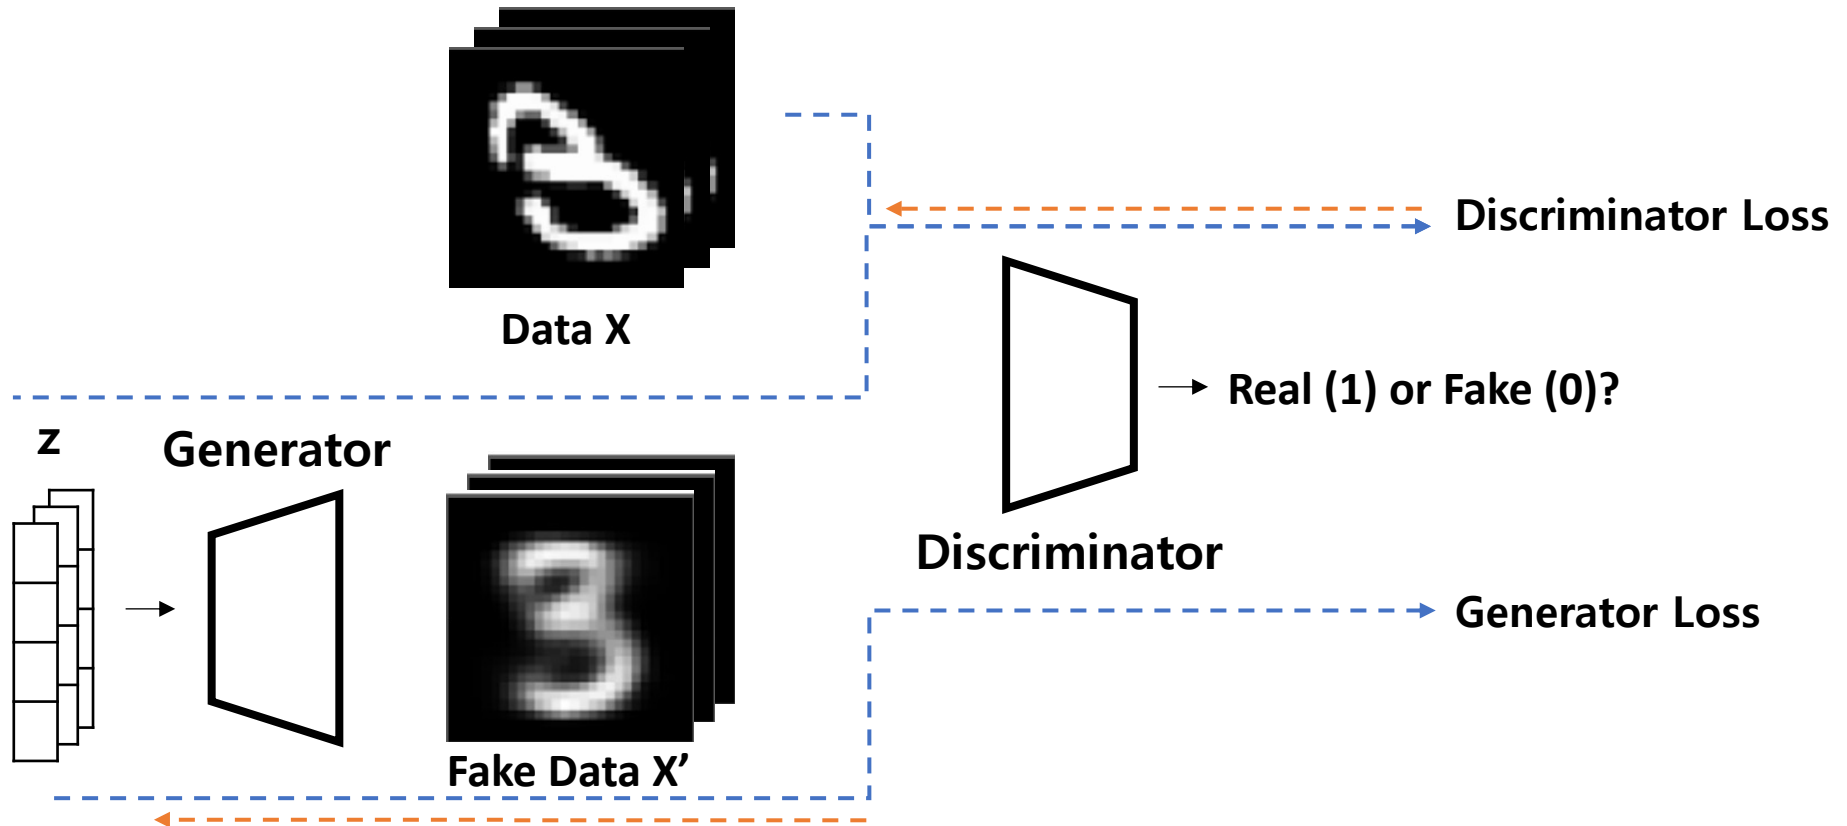 Data X
Discriminator Loss
Real (1) or Fake (0)?
z
Generator
Discriminator
Generator Loss
Fake Data X’